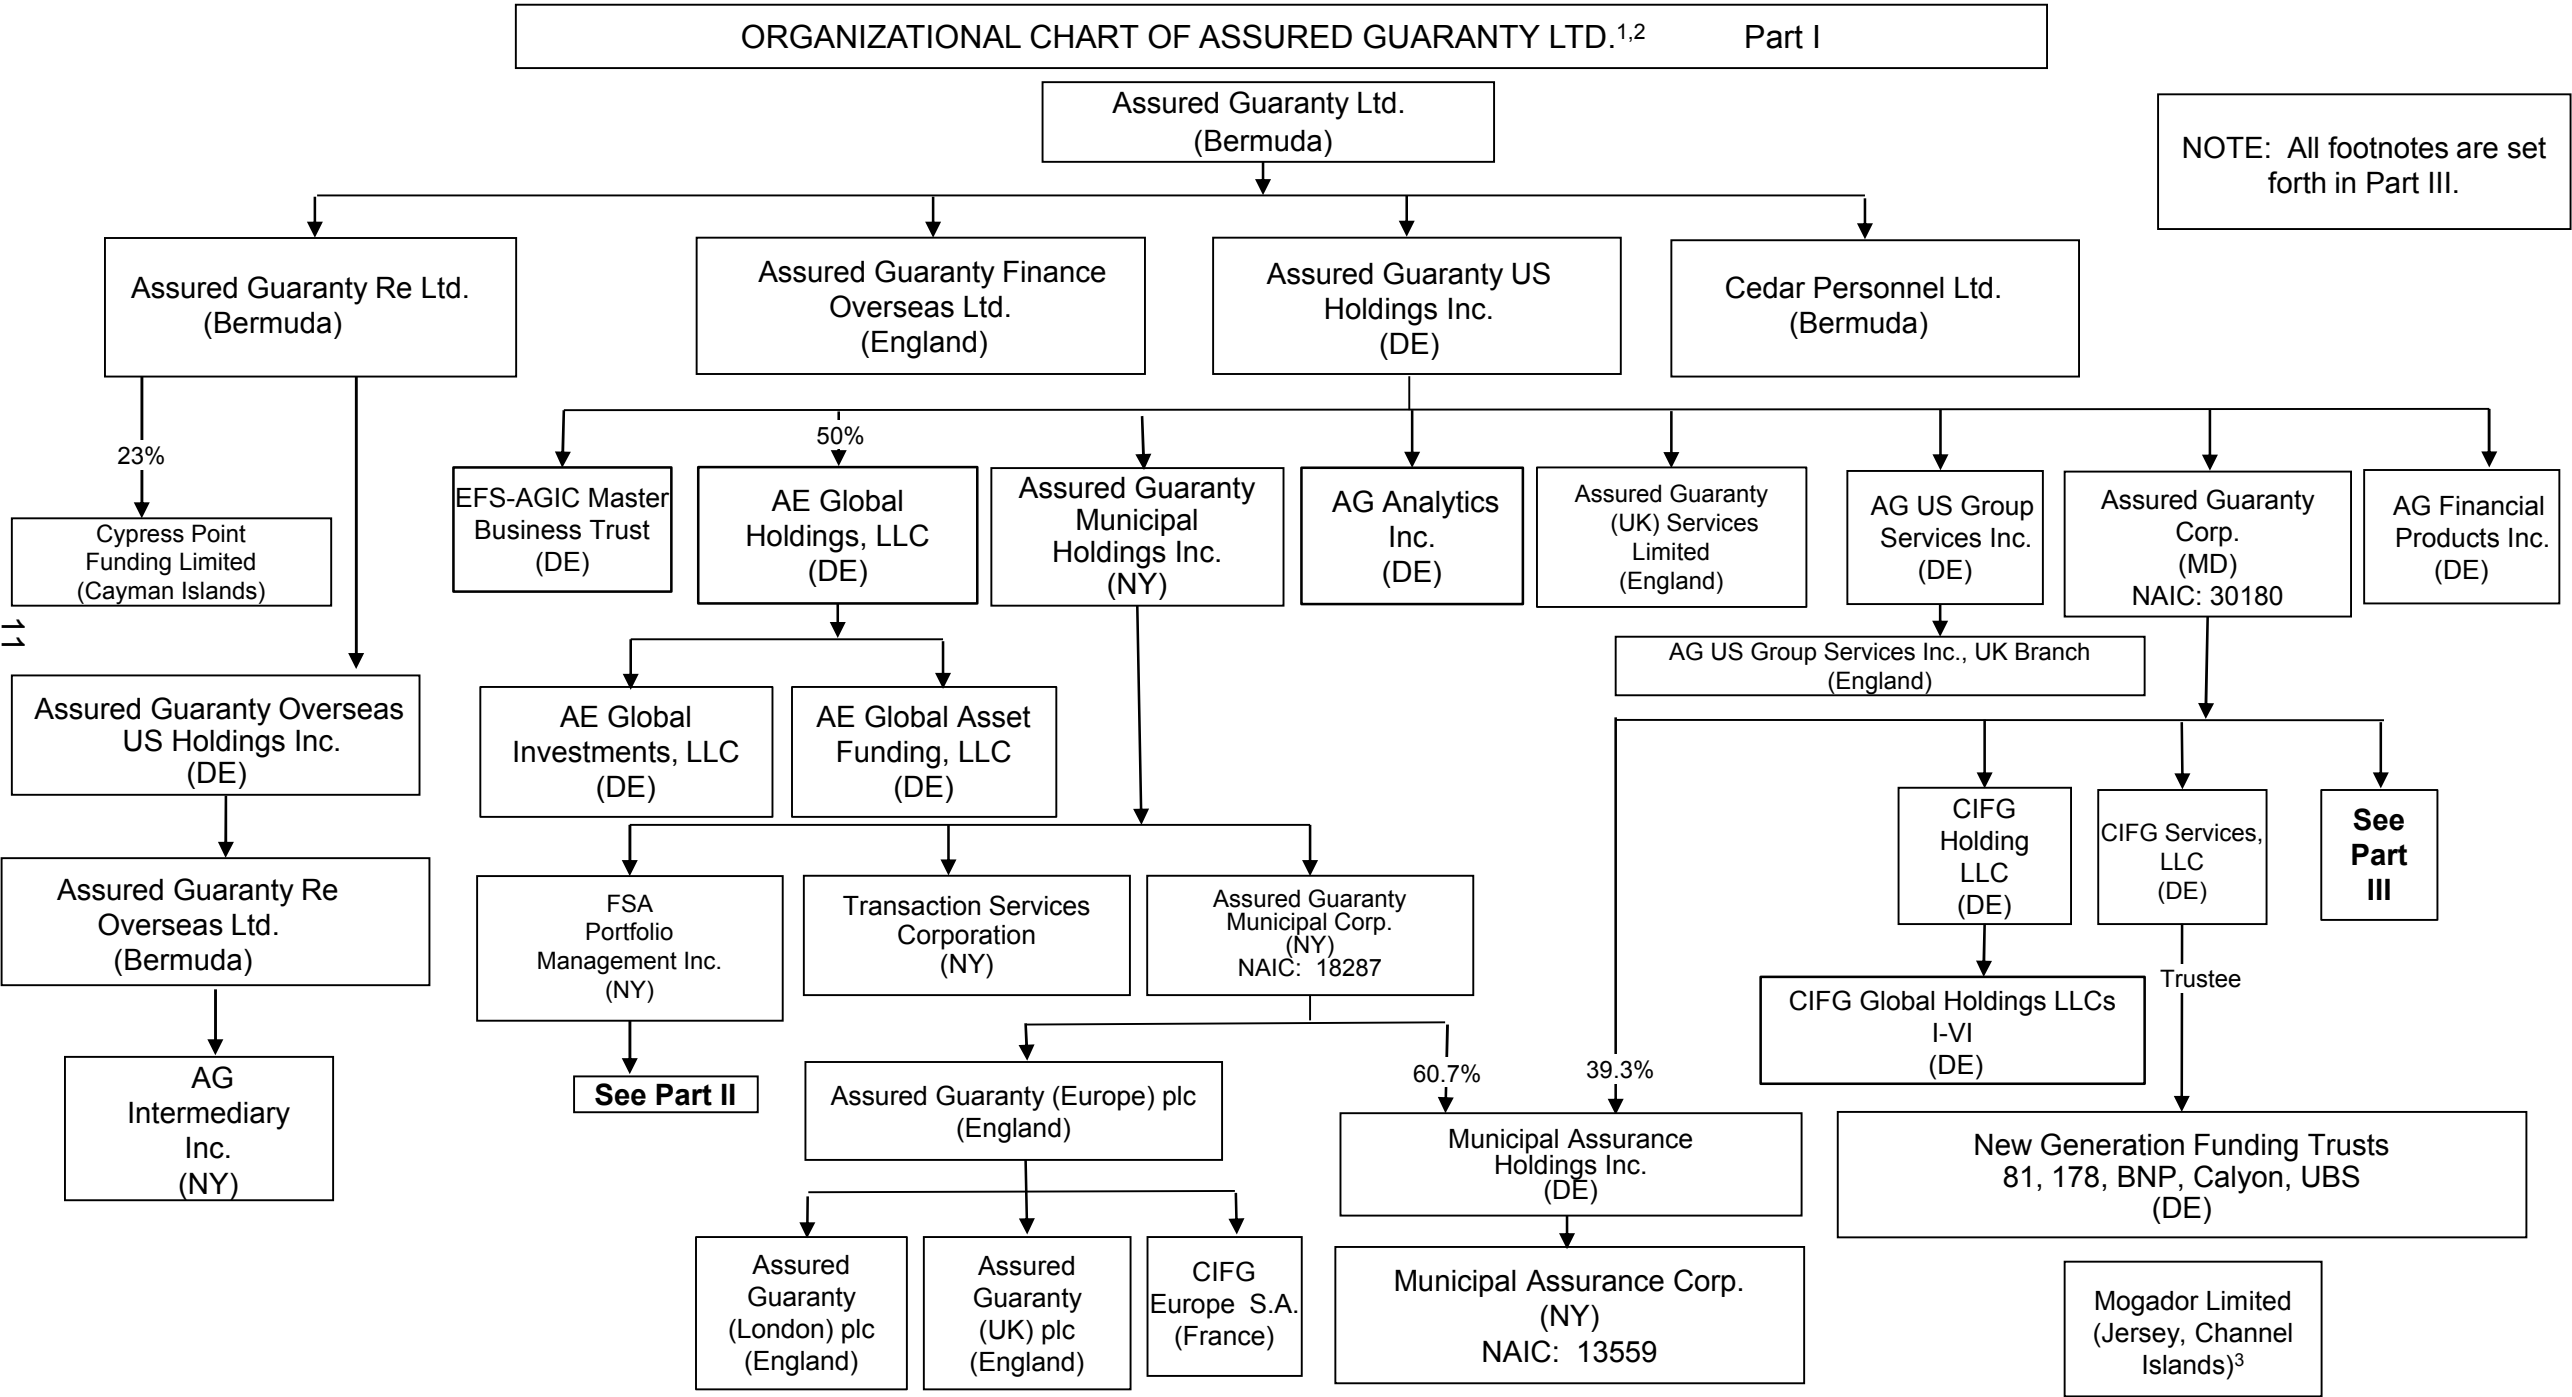 ORGANIZATIONAL CHART OF ASSURED GUARANTY LTD.1,2 Part I
Assured Guaranty Ltd.
(Bermuda)
NOTE: All footnotes are set
forth in Part III.
Assured Guaranty Re Ltd.
(Bermuda)
Assured Guaranty Finance
Overseas Ltd.
(England)
Assured Guaranty US
Holdings Inc.
(DE)
Cedar Personnel Ltd.
(Bermuda)
23%
50%
Cypress Point
Funding Limited
(Cayman Islands)
EFS-AGIC Master
Business Trust
(DE)
AE Global
Holdings, LLC
(DE)
Assured Guaranty
Municipal
Holdings Inc.
(NY)
AG Analytics
Inc.
(DE)
Assured Guaranty
(UK) Services
Limited
(England)
AG US Group
Services Inc.
(DE)
Assured Guaranty
Corp.
(MD)
NAIC: 30180
AG Financial
Products Inc.
(DE)
11
AG US Group Services Inc., UK Branch
(England)
Assured Guaranty Overseas
US Holdings Inc.
(DE)
AE Global
Investments, LLC
(DE)
AE Global Asset
Funding, LLC
(DE)
CIFG
Holding
LLC
(DE)
CIFG Services,
LLC
(DE)
See
Part
III
Assured Guaranty Re
Overseas Ltd.
(Bermuda)
FSA
Portfolio
Management Inc.
(NY)
Transaction Services
Corporation
(NY)
Assured Guaranty
Municipal Corp.
(NY)
NAIC: 18287
Trustee
CIFG Global Holdings LLCs
I-VI
(DE)
AG
Intermediary
Inc.
(NY)
See Part II
Assured Guaranty (Europe) plc
(England)
60.7%
39.3%
Municipal Assurance
Holdings Inc.
(DE)
New Generation Funding Trusts
81, 178, BNP, Calyon, UBS
(DE)
Assured
Guaranty
(London) plc
(England)
Assured
Guaranty
(UK) plc
(England)
CIFG
Europe S.A.
(France)
Municipal Assurance Corp.
(NY)
NAIC: 13559
Mogador Limited
(Jersey, Channel
Islands)3